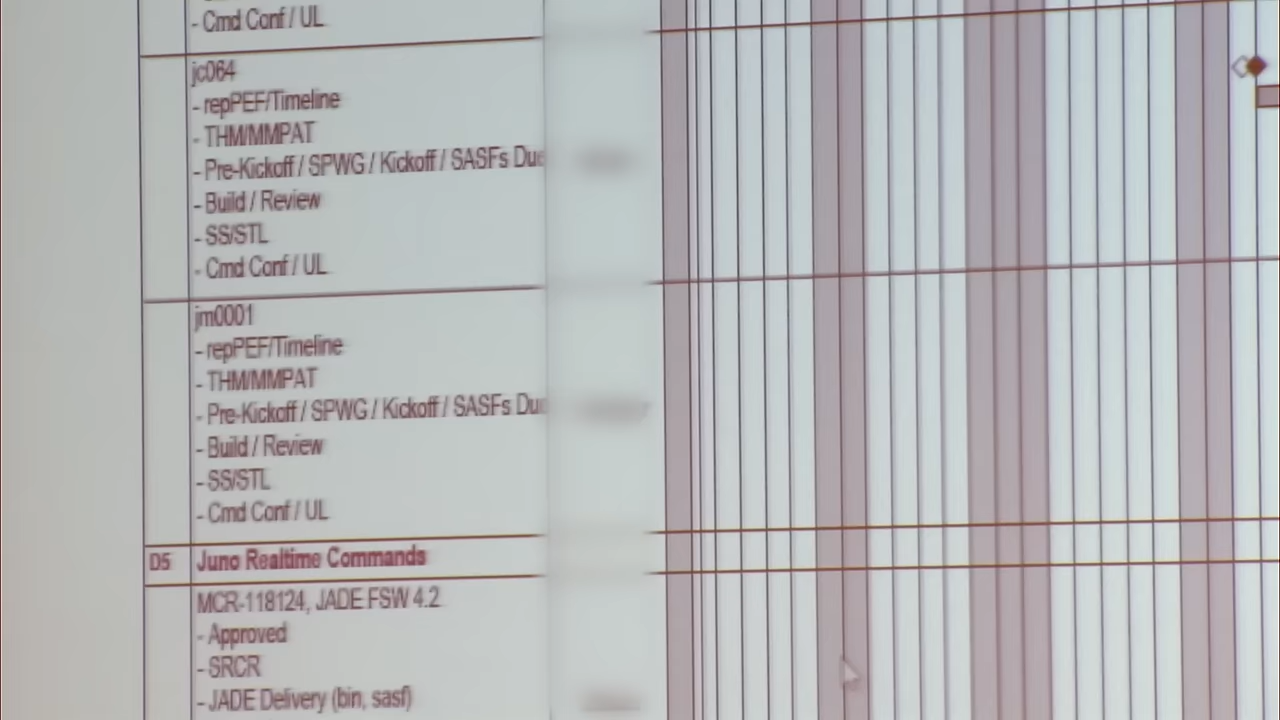 - Cmd Conf / UL
jc064
- repPEF/Timeline
- THM/MMPAT
- Pre-Kickoff / SPWG / Kickoff / SASFs Due
- Build / Review
- SS/STL
- Cmd Conf / UL
jm0001
- repPEF/Timeline
- THM/MMPAT
- Pre-Kickoff / SPWG / Kickoff / SASFs Du
- Build / Review
- SS/STL
- Cmd Conf / UL
D5 Juno Realtime Commands
MCR-118124, JADE FSW 4.2
- Approved
- SRCR
- JADE Delivery (bin, sasf)